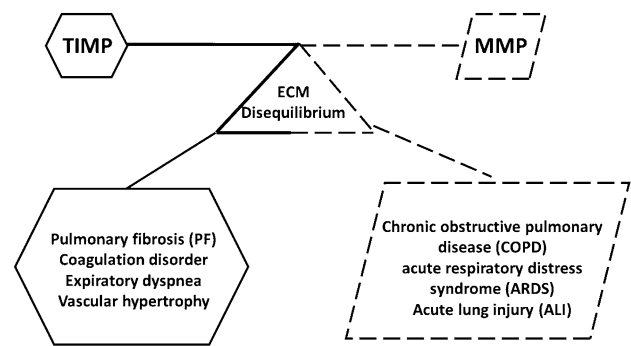 TIMP
MMP
ECM
Disequilibrium
Pulmonary fibrosis (PF)
Coagulation disorder
Expiratory dyspnea
Vascular hypertrophy
Chronic obstructive pulmonary
disease (COPD)
acute respiratory distress
syndrome (ARDS)
Acute lung injury (ALI)